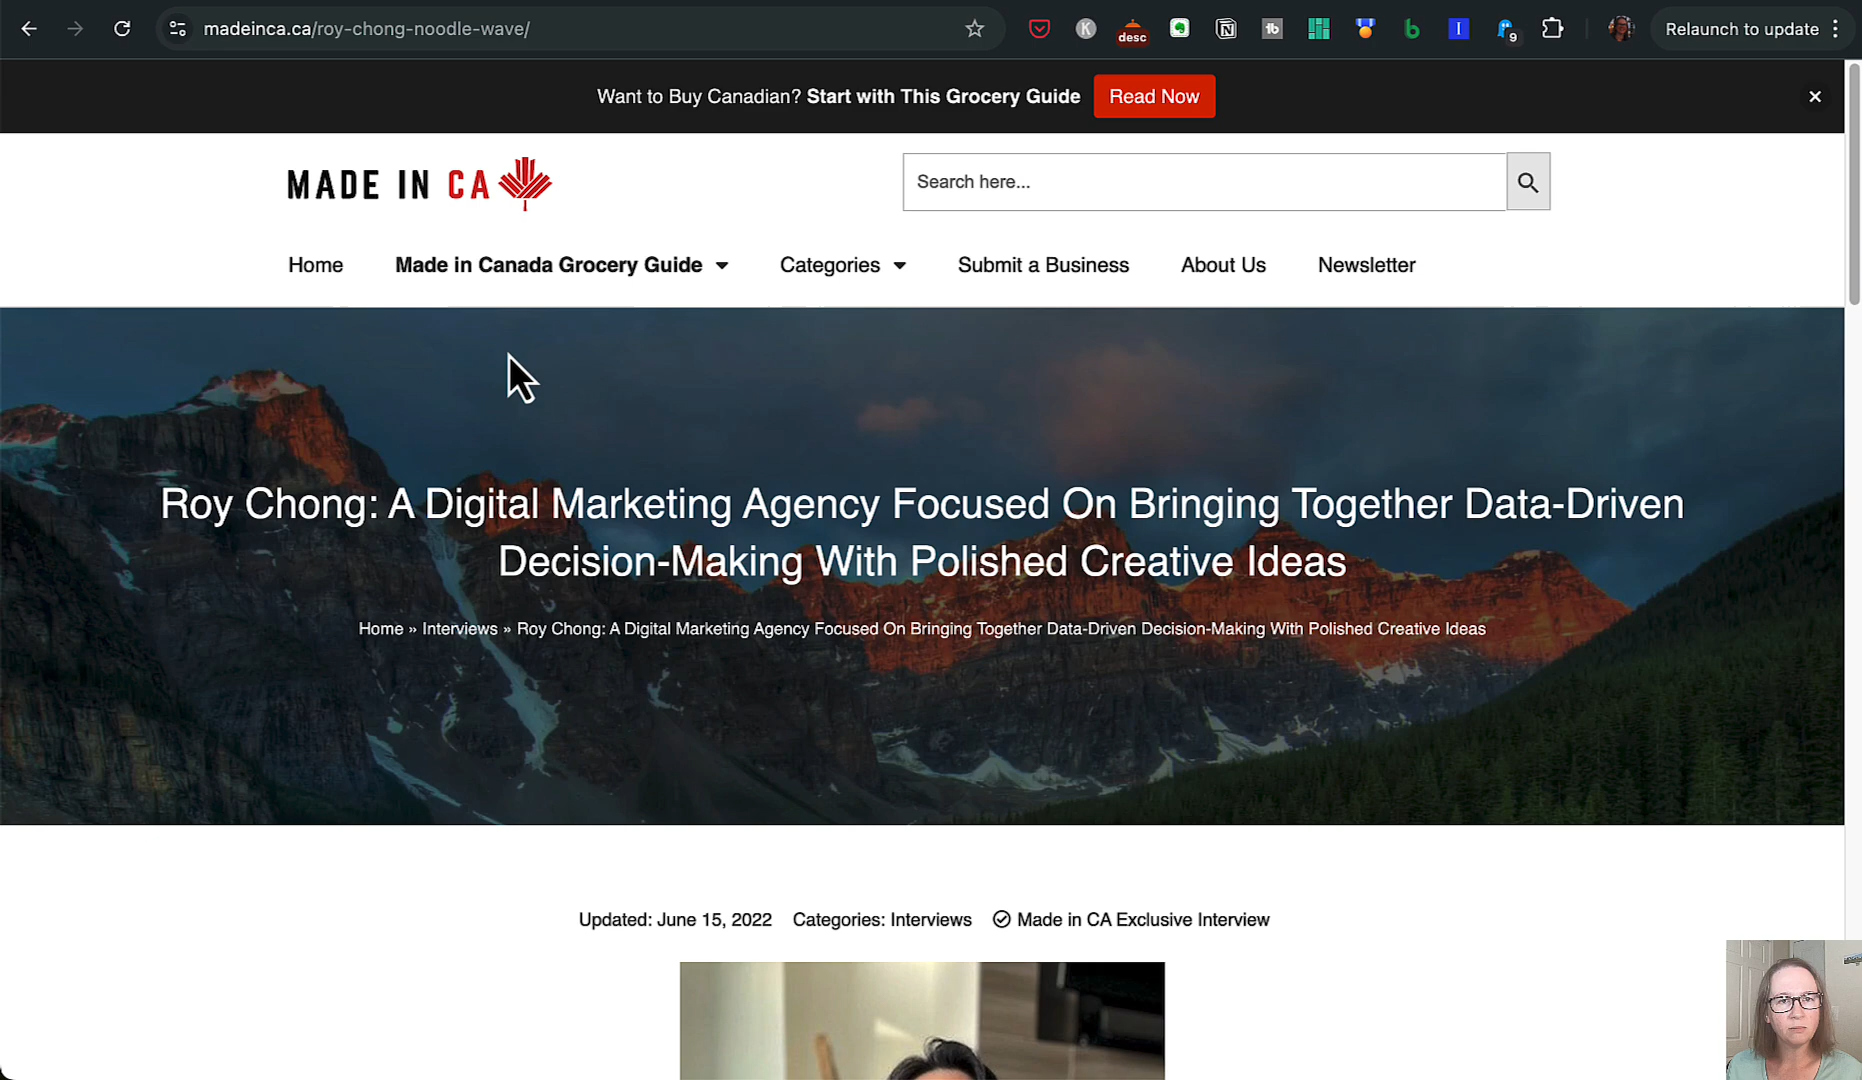 madeinca.ca/roy-chong-noodle-wave/
K
desc
b
I
9
Relaunch to update
Want to Buy Canadian? Start with This Grocery Guide
Read Now
MADE IN CA
Search here...
Home
Made in Canada Grocery Guide
Categories
Submit a Business
About Us
Newsletter
Roy Chong: A Digital Marketing Agency Focused On Bringing Together Data-Driven
Decision-Making With Polished Creative Ideas
Home » Interviews » Roy Chong: A Digital Marketing Agency Focused On Bringing Together Data-Driven Decision-Making With Polished Creative Ideas
Updated: June 15, 2022
Categories: Interviews
Made in CA Exclusive Interview